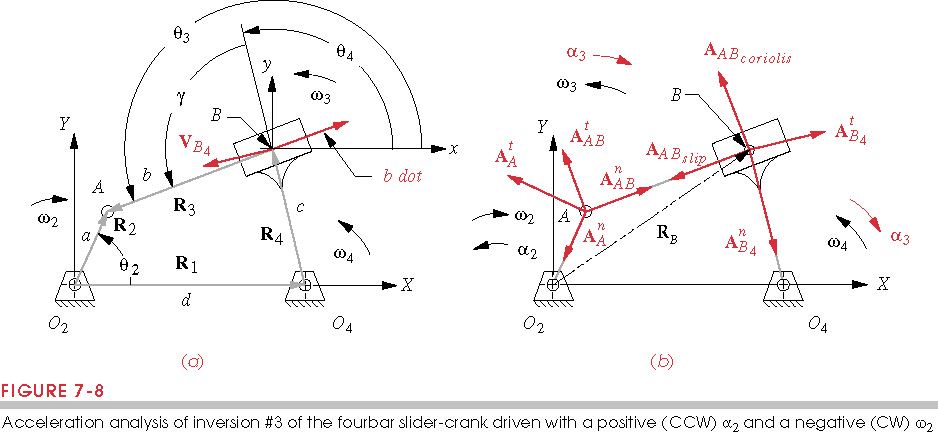 θ3
θ4
y
γ
ω3
B
Y
VB4
x
A
b
b dot
ω2
R3
R2
a
c
R4
ω4
θ2
R1
X
d
O2
O4
(a)
α3
AABcoriolis
ω3
B
Y
AtAB
AtB4
AtA
AABslip
AnAB
ω2
A
AnA
RB
α2
AnB4
ω4
α3
X
O2
O4
(b)
FIGURE 7-8
Acceleration analysis of inversion #3 of the fourbar slider-crank driven with a positive (CCW) α2 and a negative (CW) ω2